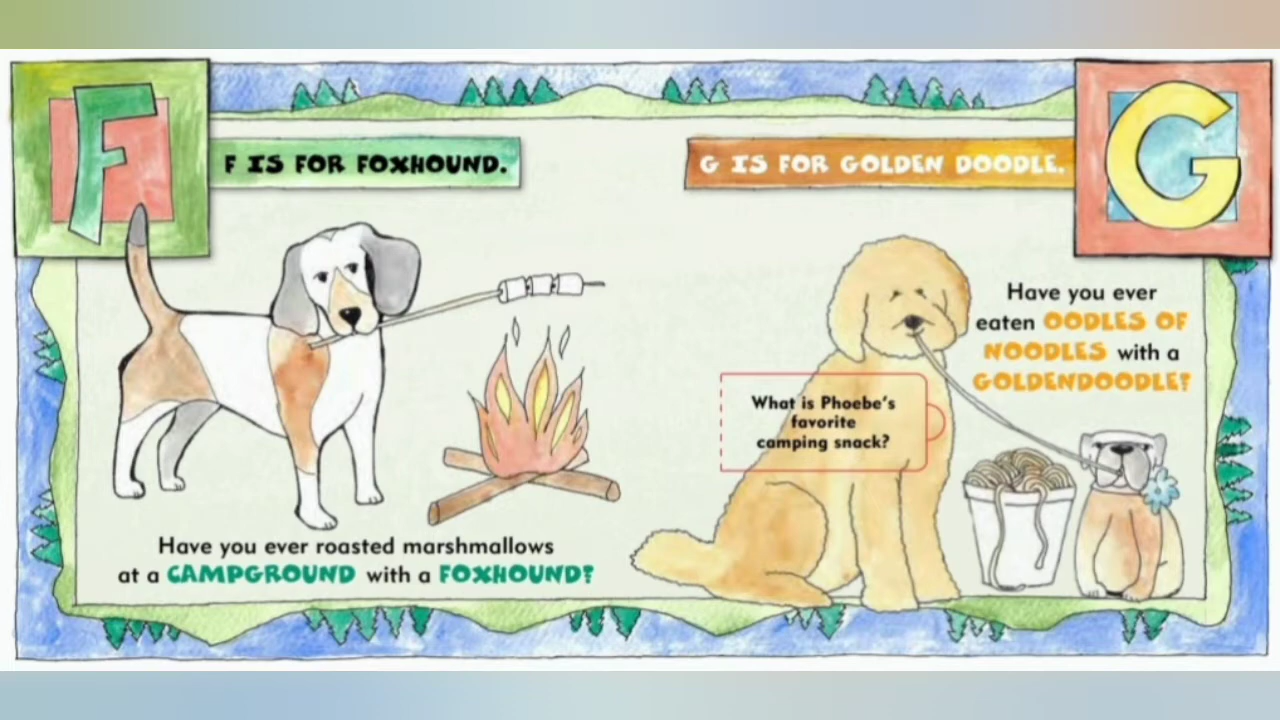 F
F IS FOR FOXHOUND.
Have you ever roasted marshmallows
at a CAMPGROUND with a FOXHOUND?
G IS FOR GOLDEN DOODLE.
G
Have you ever
eaten OODLES OF
NOODLES with a
GOLDENDOODLE?
What is Phoebe's
favorite
camping snack?